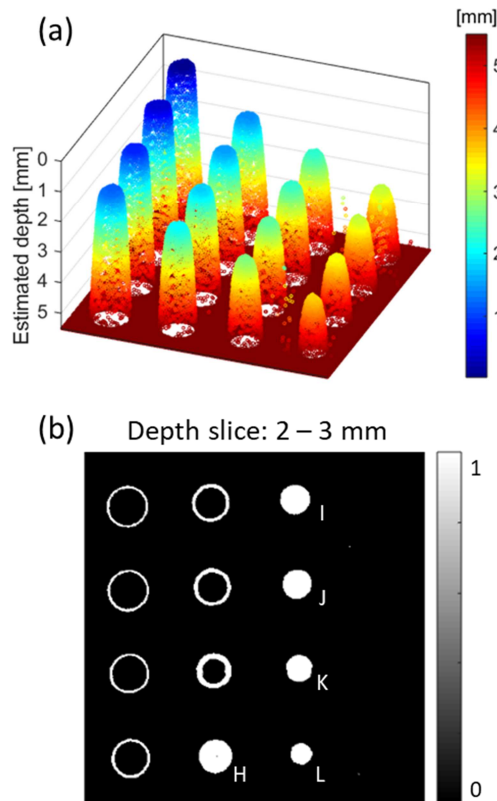 (a)
[mm]
0
1
2
3
4
5
Estimated depth [mm]
5
4
3
2
1
(b)
Depth slice: 2 – 3 mm
1
0
I
J
K
H
L